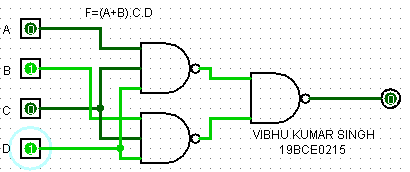 F=(A+B).C.D
A 0
B 1
C 0
D 1
0
VIBHU KUMAR SINGH
19BCE0215